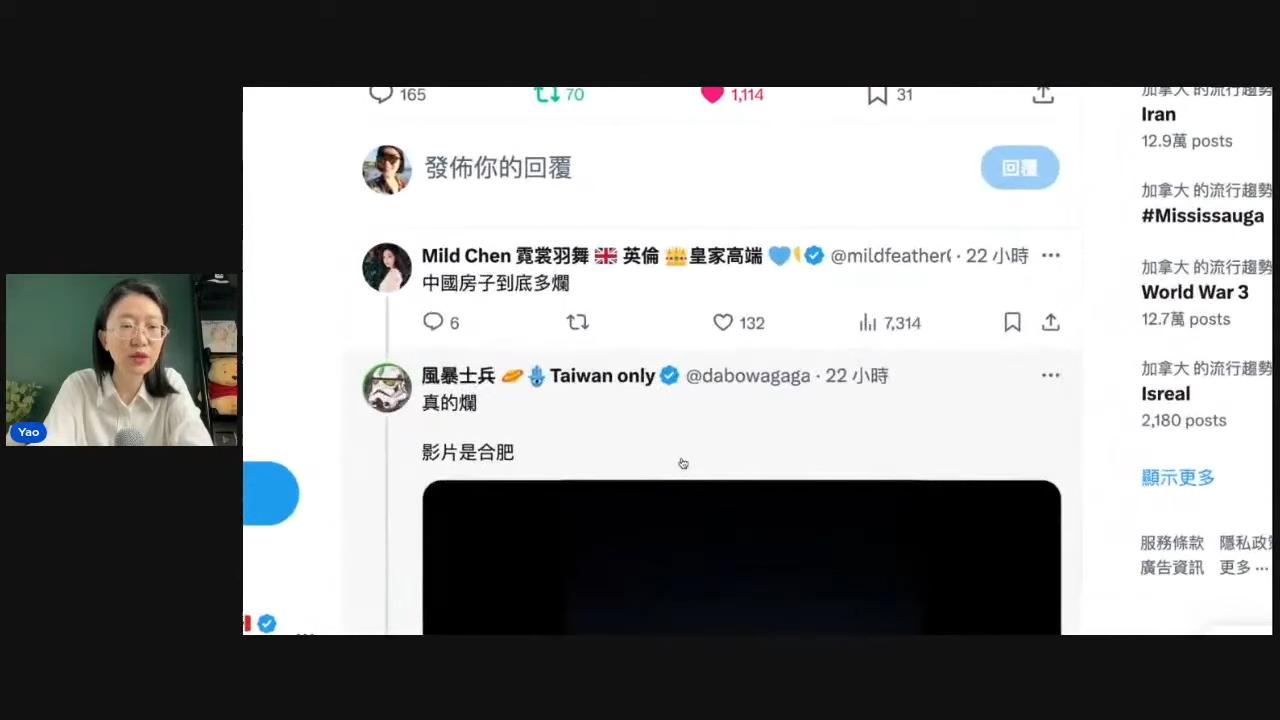 165
70
1,114
31
發佈你的回覆
回覆
Mild Chen 霓裳羽舞 🇬🇧 英倫 👑皇家高端 @mildfeather · 22 小時
中國房子到底多爛
6
132
7,314
風暴士兵 Taiwan only @dabowagaga · 22 小時
真的爛
影片是合肥
加拿大 的流行趨勢
Iran
12.9萬 posts
加拿大 的流行趨勢
#Mississauga
加拿大 的流行趨勢
World War 3
12.7萬 posts
加拿大 的流行趨勢
Isreal
2,180 posts
顯示更多
服務條款 隱私政
廣告資訊 更多 ···
Yao